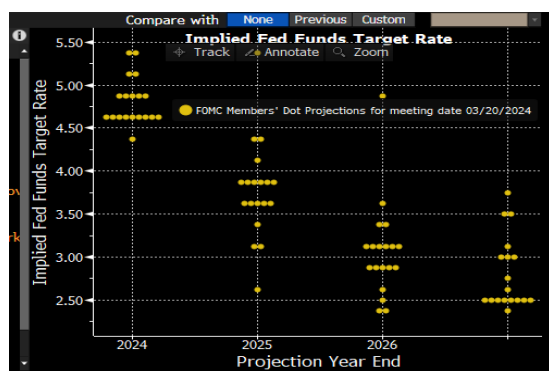 Compare with None Previous Custom
Implied Fed Funds Target Rate
Track Annotate Zoom
FOMC Members' Dot Projections for meeting date 03/20/2024
Implied Fed Funds Target Rate
5.50
5.00
4.50
4.00
3.50
3.00
2.50
ov
rk
2024 2025 2026
Projection Year End